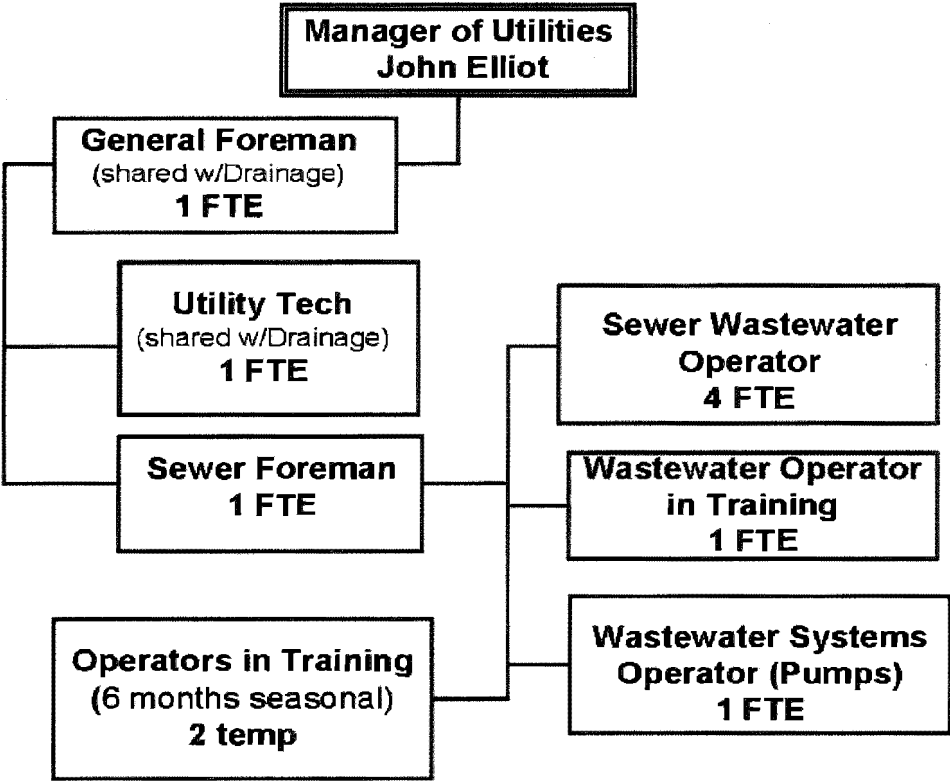 Manager of Utilities
John Elliot
General Foreman
(shared w/Drainage)
1 FTE
Utility Tech
(shared w/Drainage)
1 FTE
Sewer Foreman
1 FTE
Operators in Training
(6 months seasonal)
2 temp
Sewer Wastewater
Operator
4 FTE
Wastewater Operator
in Training
1 FTE
Wastewater Systems
Operator (Pumps)
1 FTE